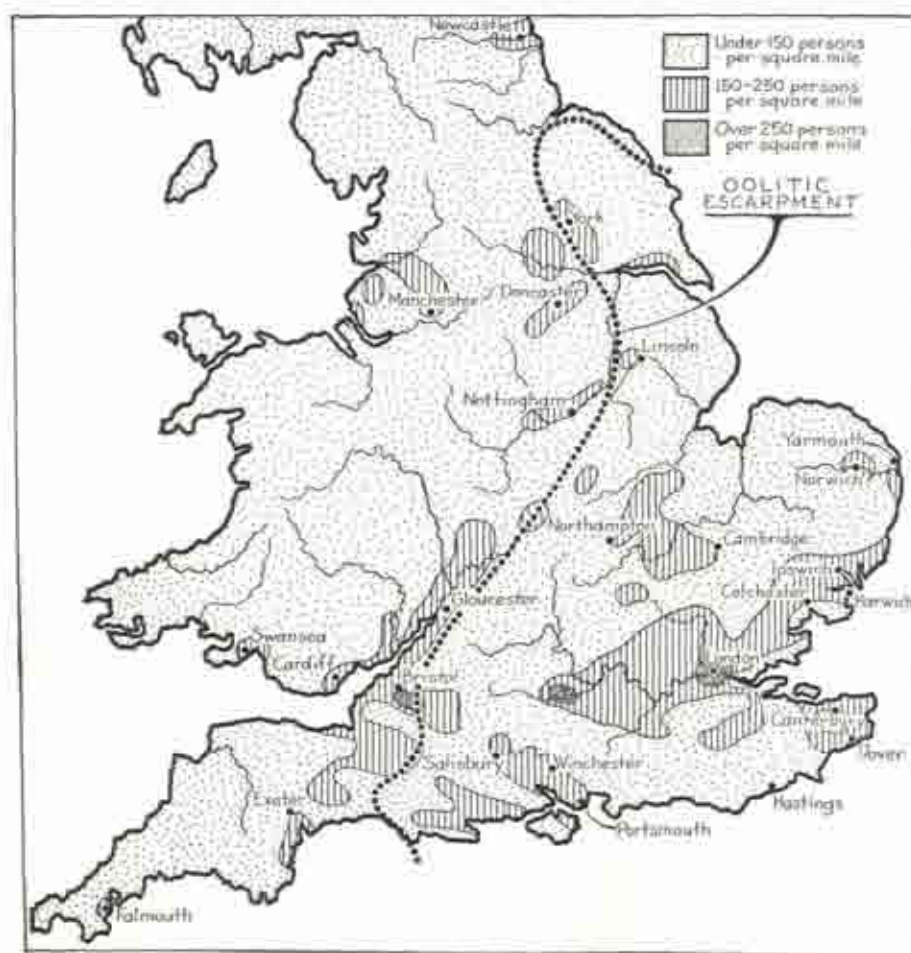 Newcastle
Under 150 persons
per square mile
150-250 persons
per square mile
Over 250 persons
per square mile
OOLITIC
ESCARPMENT
York
Manchester
Doncaster
Lincoln
Nottingham
Yarmouth
Norwich
Northampton
Cambridge
Ipswich
Colchester
Harwich
Gloucester
Swansea
Cardiff
London
Bristol
Canterbury
Dover
Salisbury
Winchester
Exeter
Hastings
Portsmouth
Falmouth